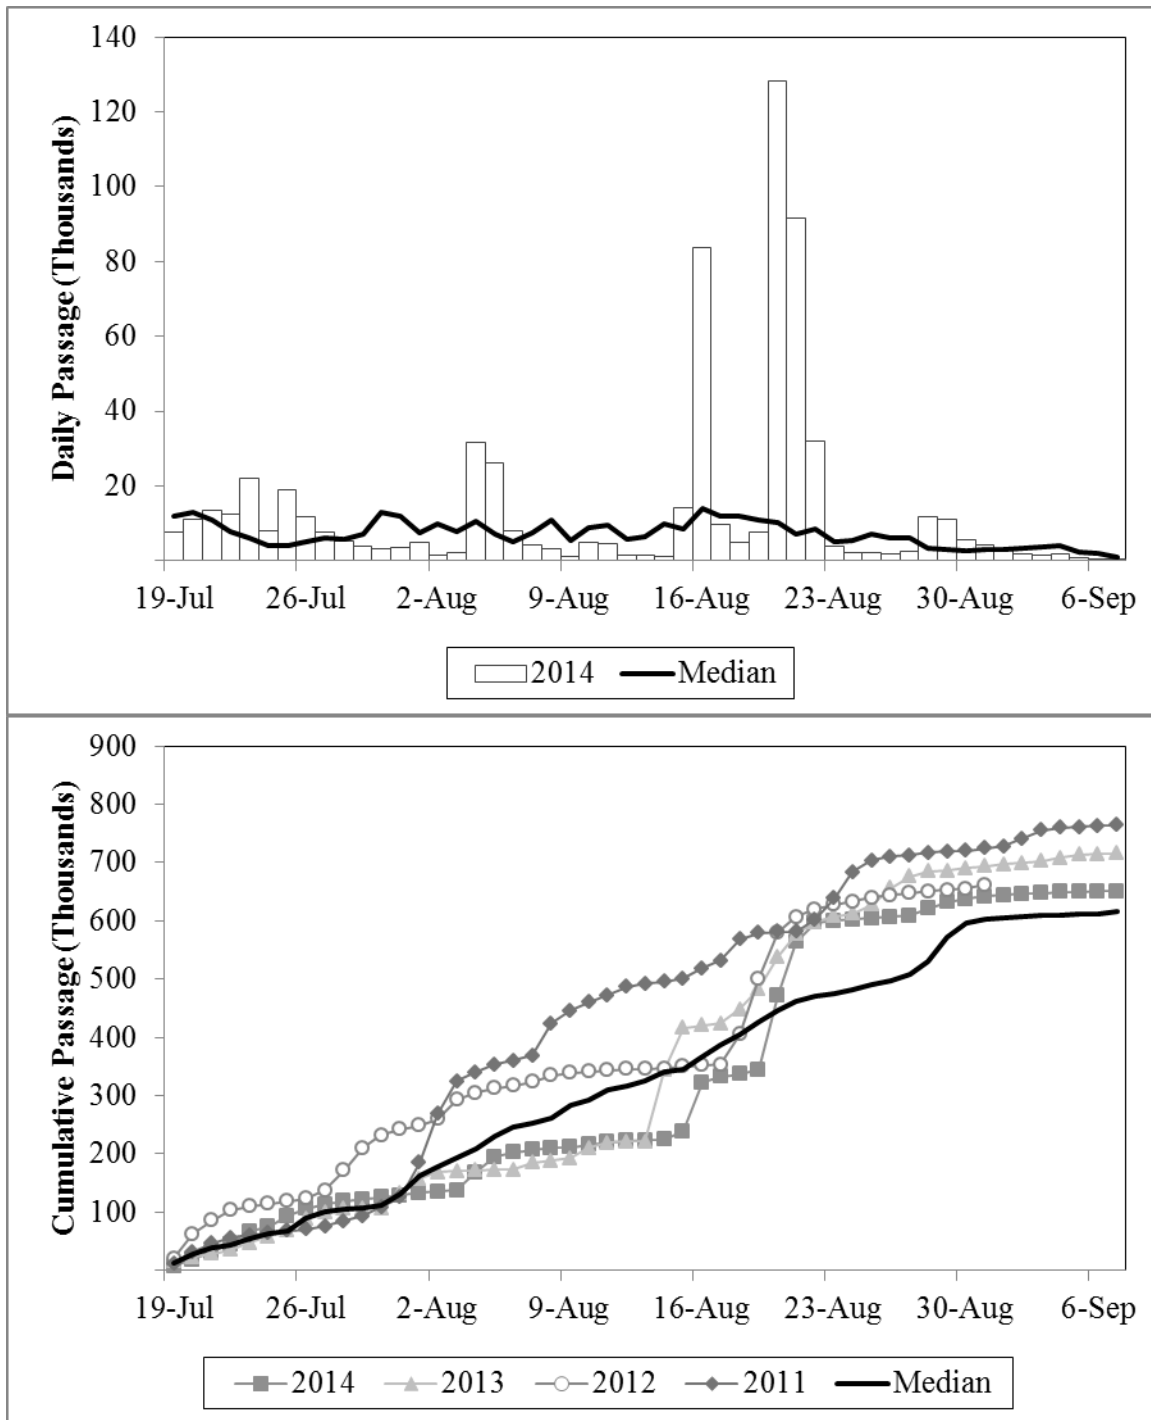 Daily Passage (Thousands)
140
120
100
80
60
40
20
19-Jul 26-Jul 2-Aug 9-Aug 16-Aug 23-Aug 30-Aug 6-Sep
2014 Median
Cumulative Passage (Thousands)
900
800
700
600
500
400
300
200
100
19-Jul 26-Jul 2-Aug 9-Aug 16-Aug 23-Aug 30-Aug 6-Sep
2014 2013 2012 2011 Median